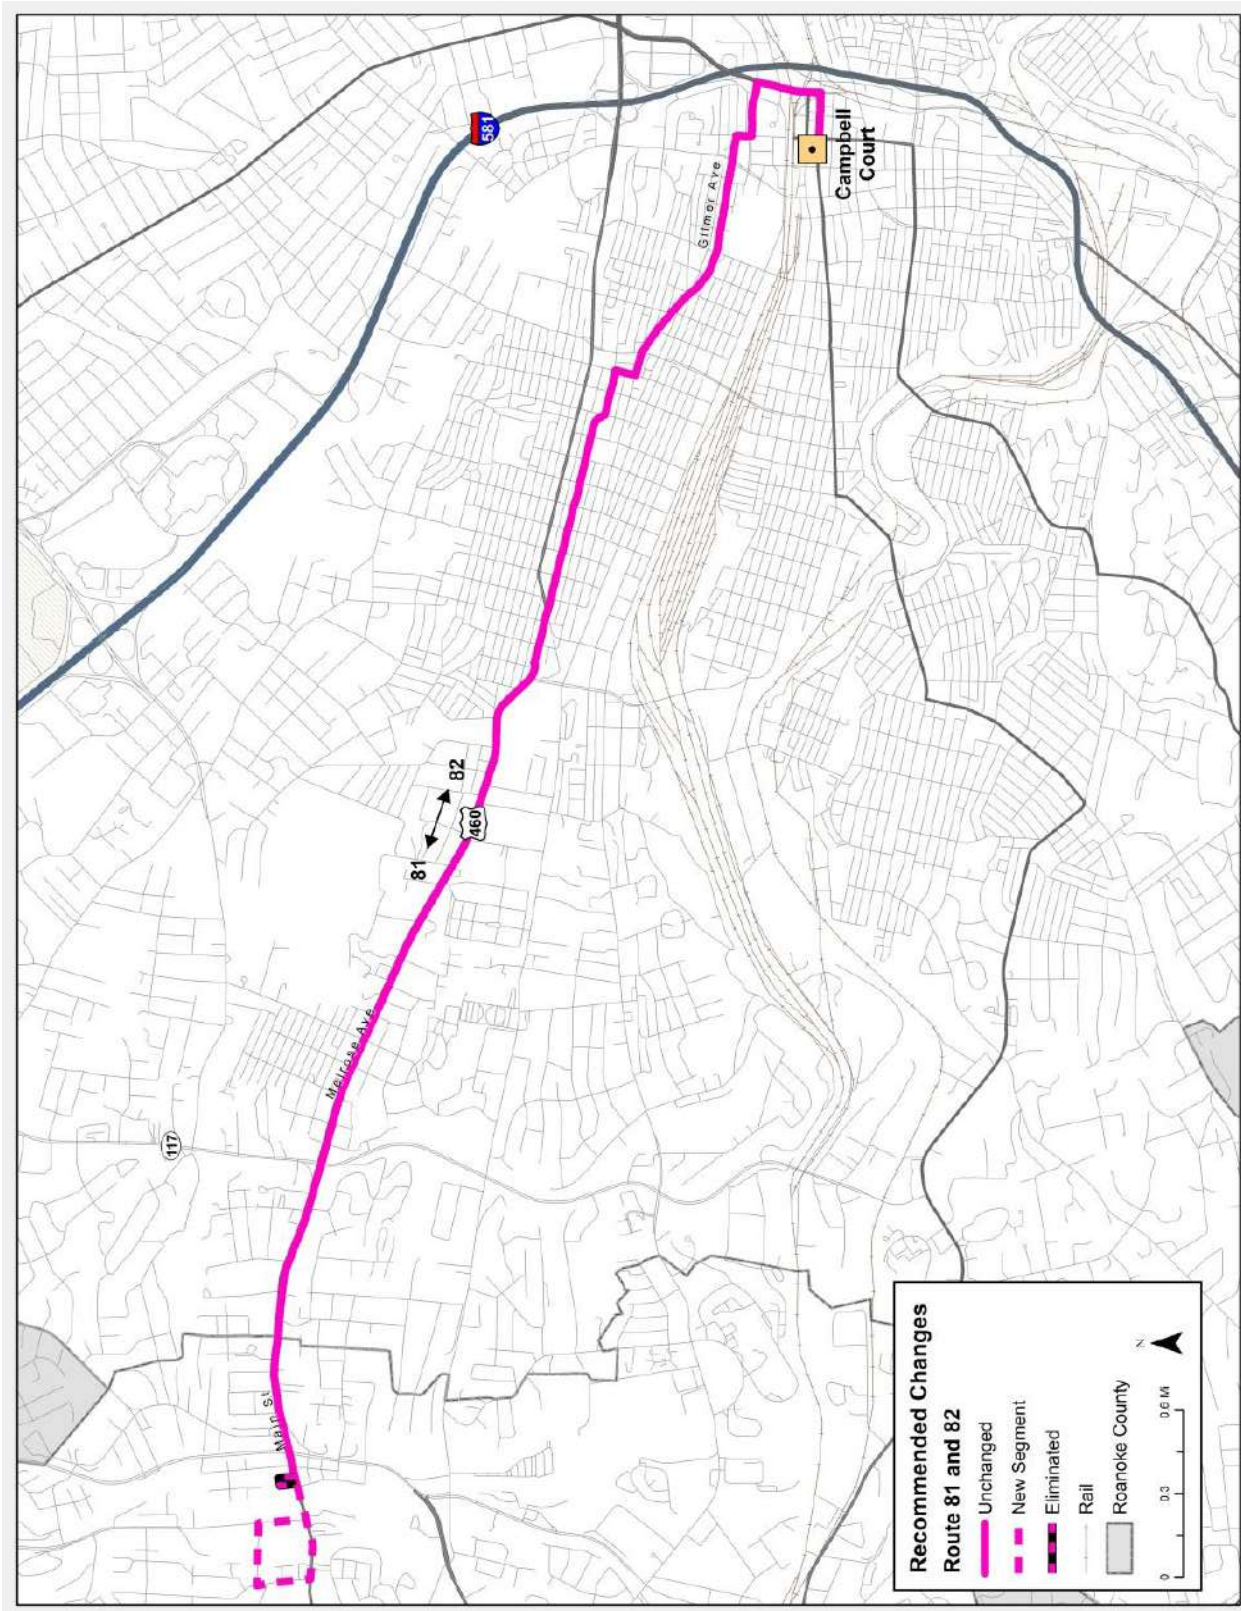 581
Gilmer Ave
Campbell
Court
82
81
460
Melrose Ave
117
Main St
Recommended Changes
Route 81 and 82
Unchanged
New Segment
Eliminated
Rail
Roanoke County
N
0
0.3
0.6 Mi